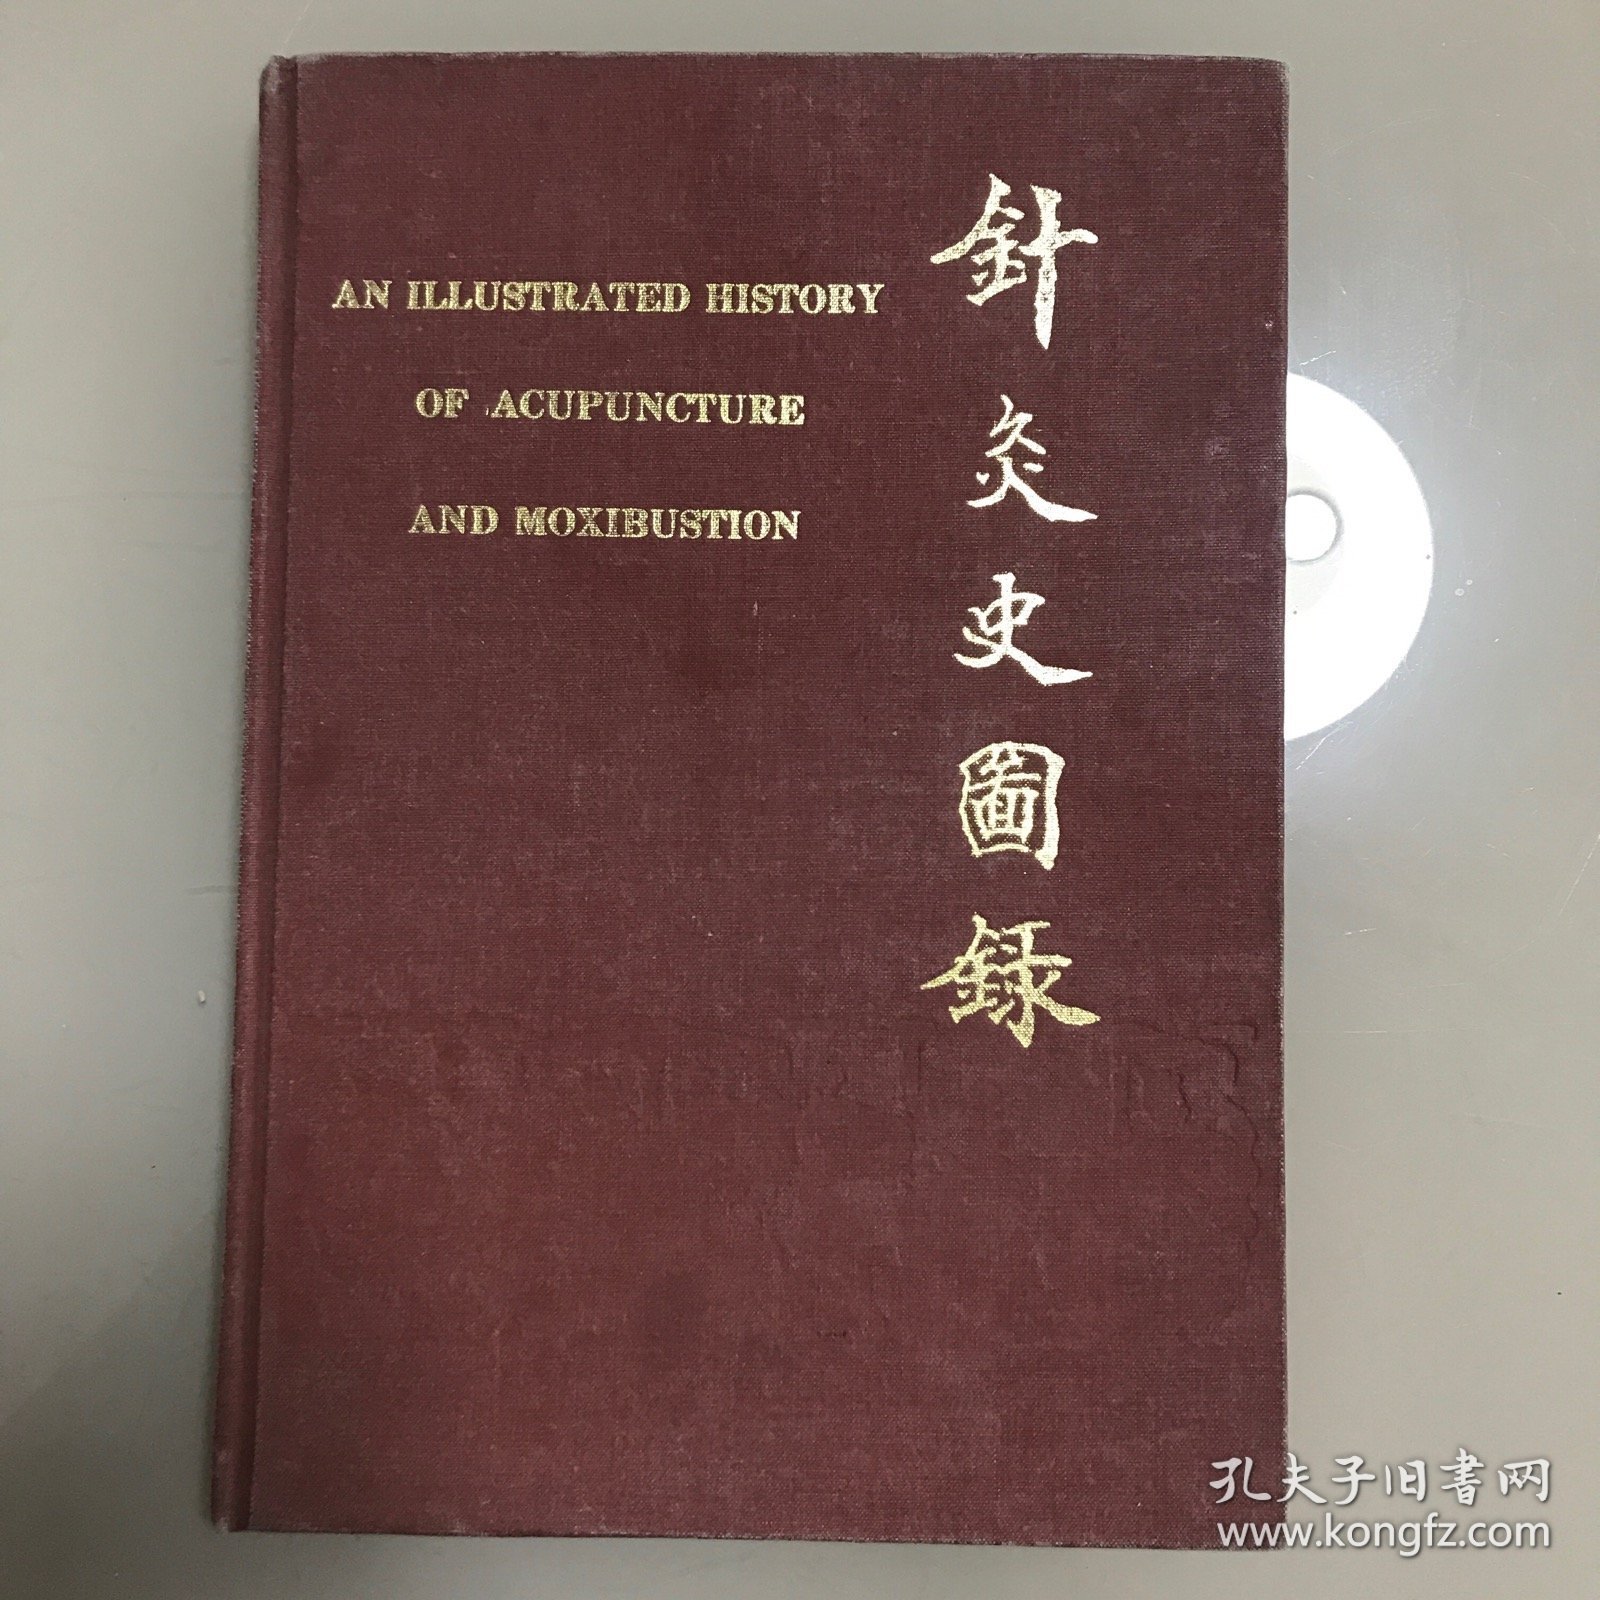 AN ILLUSTRATED HISTORY
OF ACUPUNCTURE
AND MOXIBUSTION
針灸史圖録
孔夫子旧书网
www.kongfz.com